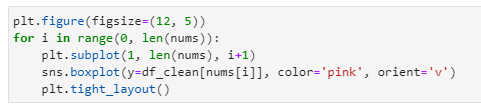 plt.figure(figsize=(12, 5))
for i in range(0, len(nums)):
    plt.subplot(1, len(nums), i+1)
    sns.boxplot(y=df_clean[nums[i]], color='pink', orient='v')
    plt.tight_layout()